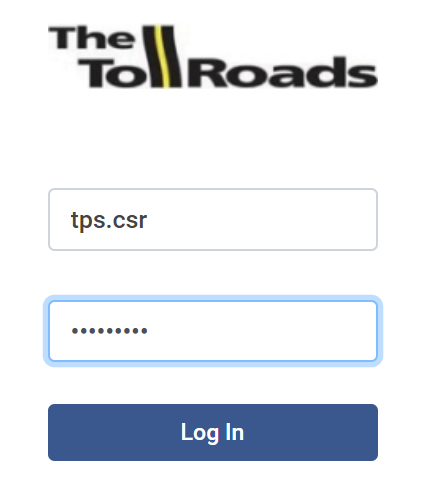 The
Toll Roads
tps.csr
•••••••••
Log In